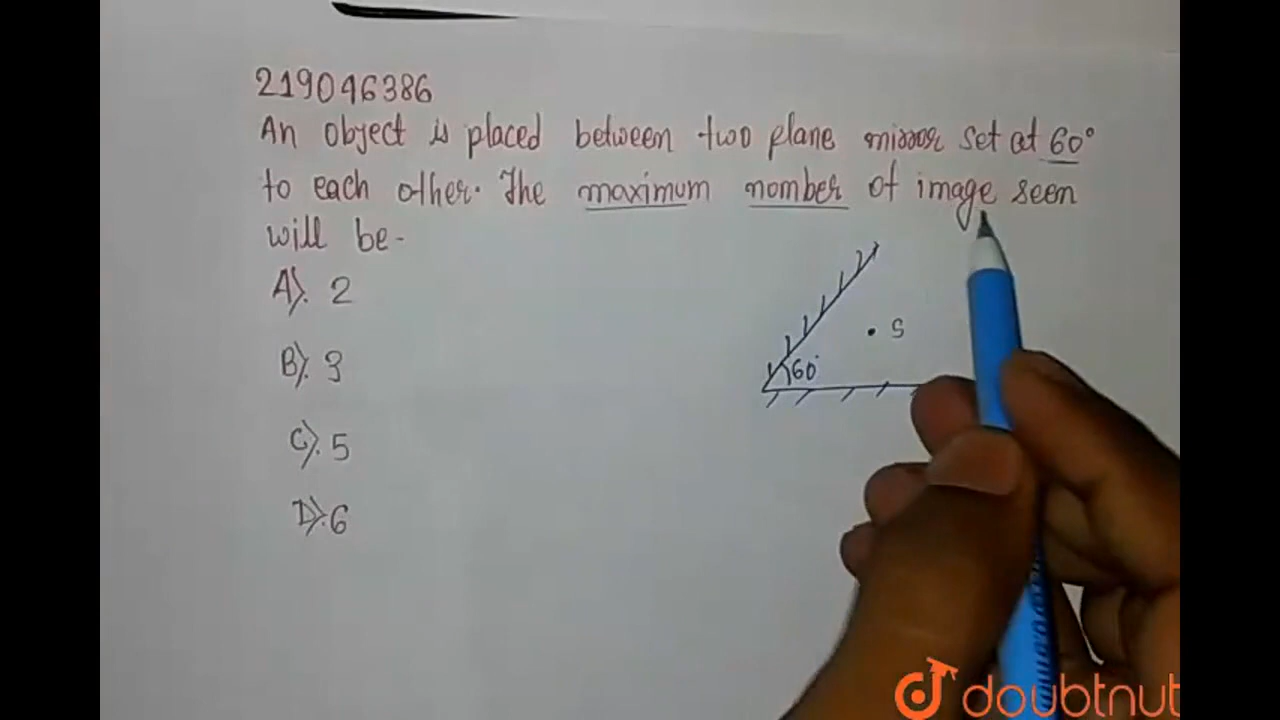 219046386
An object is placed between two plane mirror set at 60°
to each other. The maximum nomber of image seen
will be-
A). 2
B). 3
C). 5
D). 6
S
60°
doubtnut